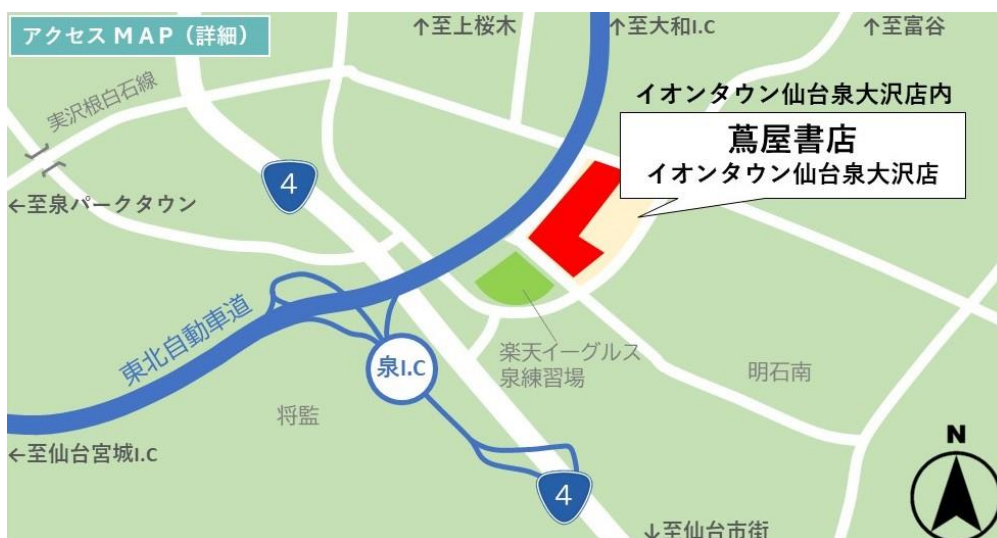 アクセスMAP（詳細）
↑至上桜木
↑至大和I.C
↑至富谷
実沢根白石線
イオンタウン仙台泉大沢店内
蔦屋書店
イオンタウン仙台泉大沢店
4
←至泉パークタウン
東北自動車道
泉I.C
楽天イーグルス
泉練習場
明石南
将監
←至仙台宮城I.C
N
4
↓至仙台市街